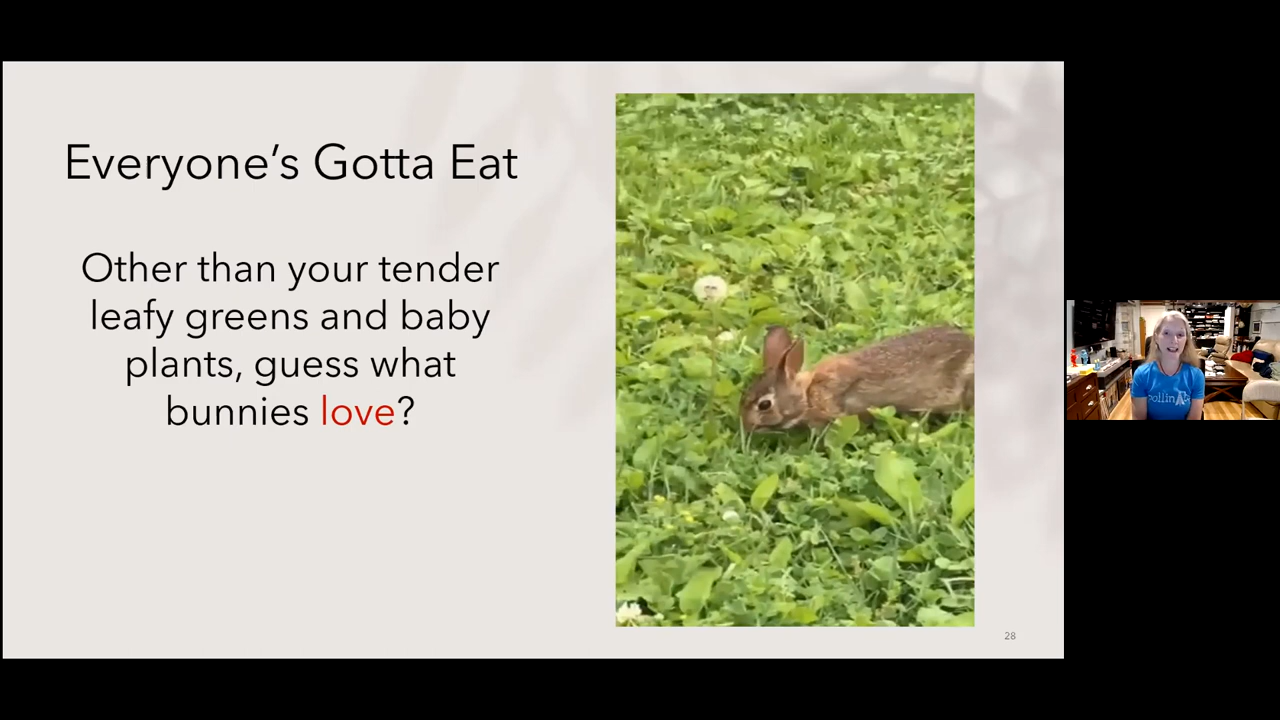 Everyone’s Gotta Eat
Other than your tender
leafy greens and baby
plants, guess what
bunnies love?
28